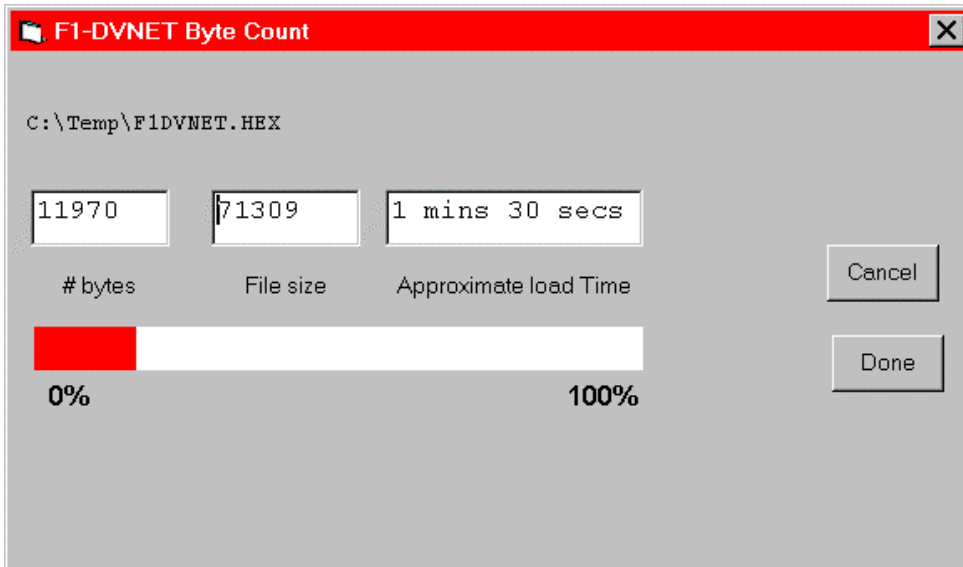 F1-DVNET Byte Count
C:\Temp\F1DVNET.HEX
11970 71309 1 mins 30 secs
# bytes File size Approximate load Time
Cancel
Done
0% 100%